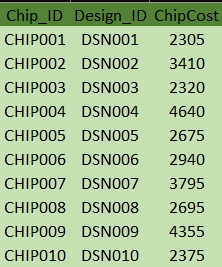 Chip_ID Design_ID ChipCost
CHIP001 DSN001 2305
CHIP002 DSN002 3410
CHIP003 DSN003 2320
CHIP004 DSN004 4640
CHIP005 DSN005 2675
CHIP006 DSN006 2940
CHIP007 DSN007 3795
CHIP008 DSN008 2695
CHIP009 DSN009 4355
CHIP010 DSN010 2375